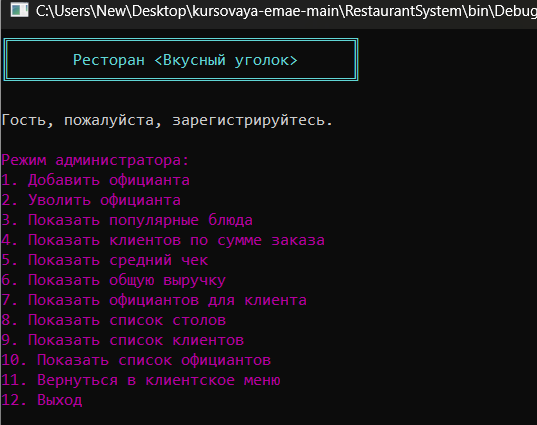 C:\Users\New\Desktop\kursovaya-emae-main\RestaurantSystem\bin\Debug
Ресторан <Вкусный уголок>
Гость, пожалуйста, зарегистрируйтесь.
Режим администратора:
1. Добавить официанта
2. Уволить официанта
3. Показать популярные блюда
4. Показать клиентов по сумме заказа
5. Показать средний чек
6. Показать общую выручку
7. Показать официантов для клиента
8. Показать список столов
9. Показать список клиентов
10. Показать список официантов
11. Вернуться в клиентское меню
12. Выход